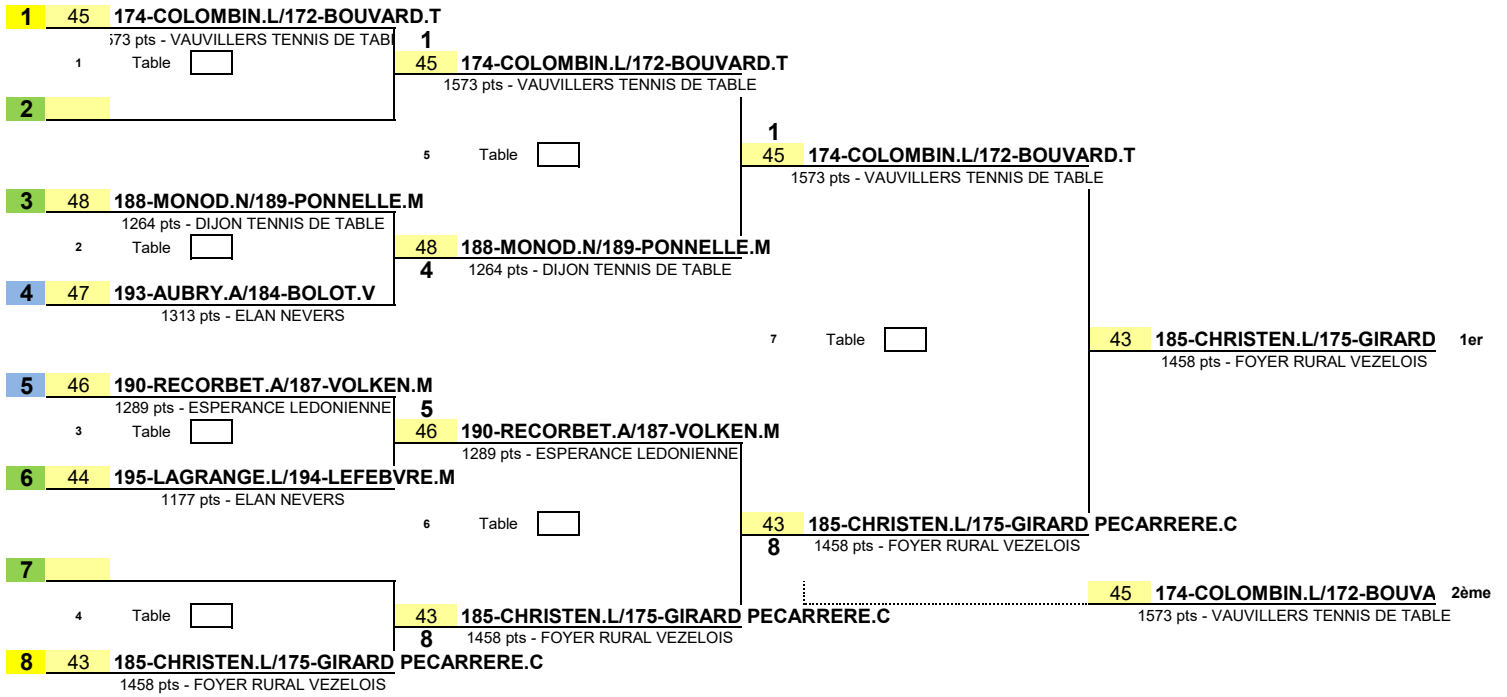 1 45 174-COLOMBIN.L/172-BOUVARD.T
573 pts - VAUVILLERS TENNIS DE TABL
1
1 Table
45 174-COLOMBIN.L/172-BOUVARD.T
1573 pts - VAUVILLERS TENNIS DE TABLE
2
1
5 Table
45 174-COLOMBIN.L/172-BOUVARD.T
1573 pts - VAUVILLERS TENNIS DE TABLE
3 48 188-MONOD.N/189-PONNELLE.M
1264 pts - DIJON TENNIS DE TABLE
2 Table
48 188-MONOD.N/189-PONNELLE.M
4 1264 pts - DIJON TENNIS DE TABLE
4 47 193-AUBRY.A/184-BOLOT.V
1313 pts - ELAN NEVERS
7 Table
43 185-CHRISTEN.L/175-GIRARD 1er
1458 pts - FOYER RURAL VEZELOIS
5 46 190-RECORBET.A/187-VOLKEN.M
1289 pts - ESPERANCE LEDONIENNE
5
3 Table
46 190-RECORBET.A/187-VOLKEN.M
1289 pts - ESPERANCE LEDONIENNE
6 44 195-LAGRANGE.L/194-LEFEBVRE.M
1177 pts - ELAN NEVERS
6 Table
43 185-CHRISTEN.L/175-GIRARD PECARRERE.C
8 1458 pts - FOYER RURAL VEZELOIS
7
45 174-COLOMBIN.L/172-BOUVA 2ème
1573 pts - VAUVILLERS TENNIS DE TABLE
4 Table
43 185-CHRISTEN.L/175-GIRARD PECARRERE.C
8 1458 pts - FOYER RURAL VEZELOIS
8 43 185-CHRISTEN.L/175-GIRARD PECARRERE.C
1458 pts - FOYER RURAL VEZELOIS